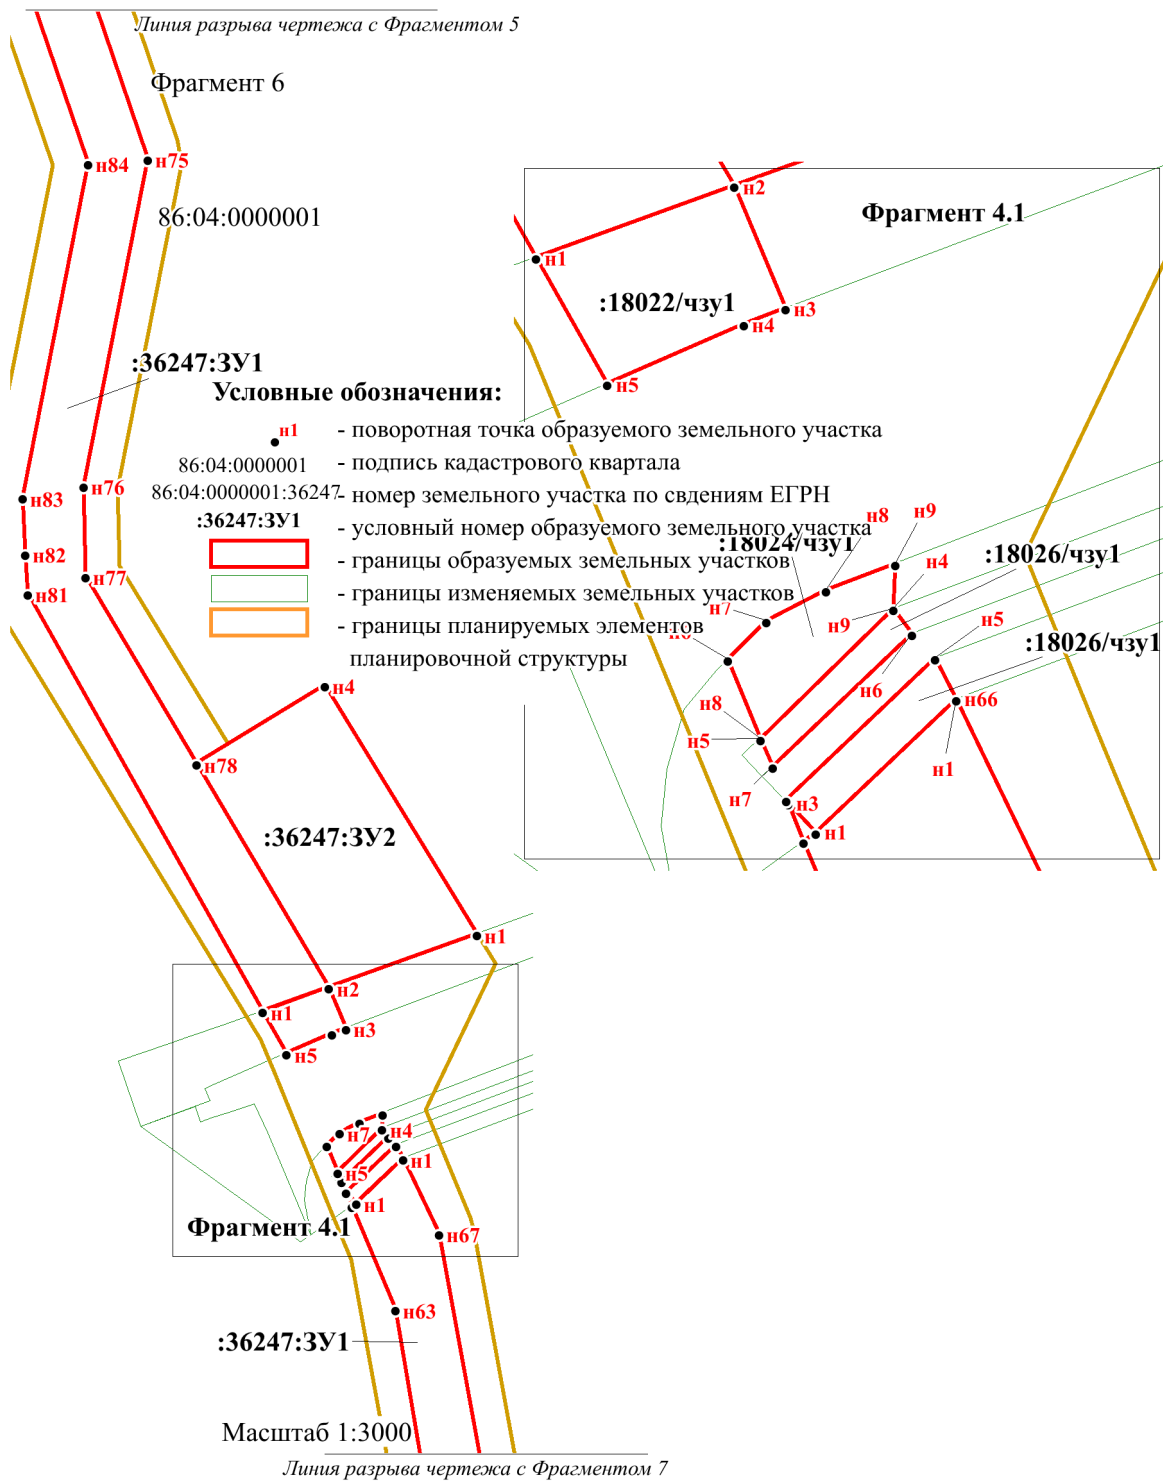 Линия разрыва чертежа с Фрагментом 5
Фрагмент 6
н84
н75
86:04:0000001
н2
Фрагмент 4.1
н1
:18022/чзу1
н3
н4
:36247:ЗУ1
н5
Условные обозначения:
н1
- поворотная точка образуемого земельного участка
86:04:0000001
- подпись кадастрового квартала
н83
н76
86:04:0000001:36247
- номер земельного участка по свдениям ЕГРН
н8
н9
:36247:ЗУ1
- условный номер образуемого земельного участка
:18024/чзу1
:18026/чзу1
н82
- границы образуемых земельных участков
н4
н77
н81
- границы изменяемых земельных участков
н7
н9
- границы планируемых элементов
планировочной структуры
н6
н5
:18026/чзу1
н4
н6
н8
н66
н5
н78
н1
н7
н3
:36247:ЗУ2
н1
н1
н2
н1
н3
н5
н7
н4
н1
н5
н1
Фрагмент 4.1
н67
н63
:36247:ЗУ1
Масштаб 1:3000
Линия разрыва чертежа с Фрагментом 7